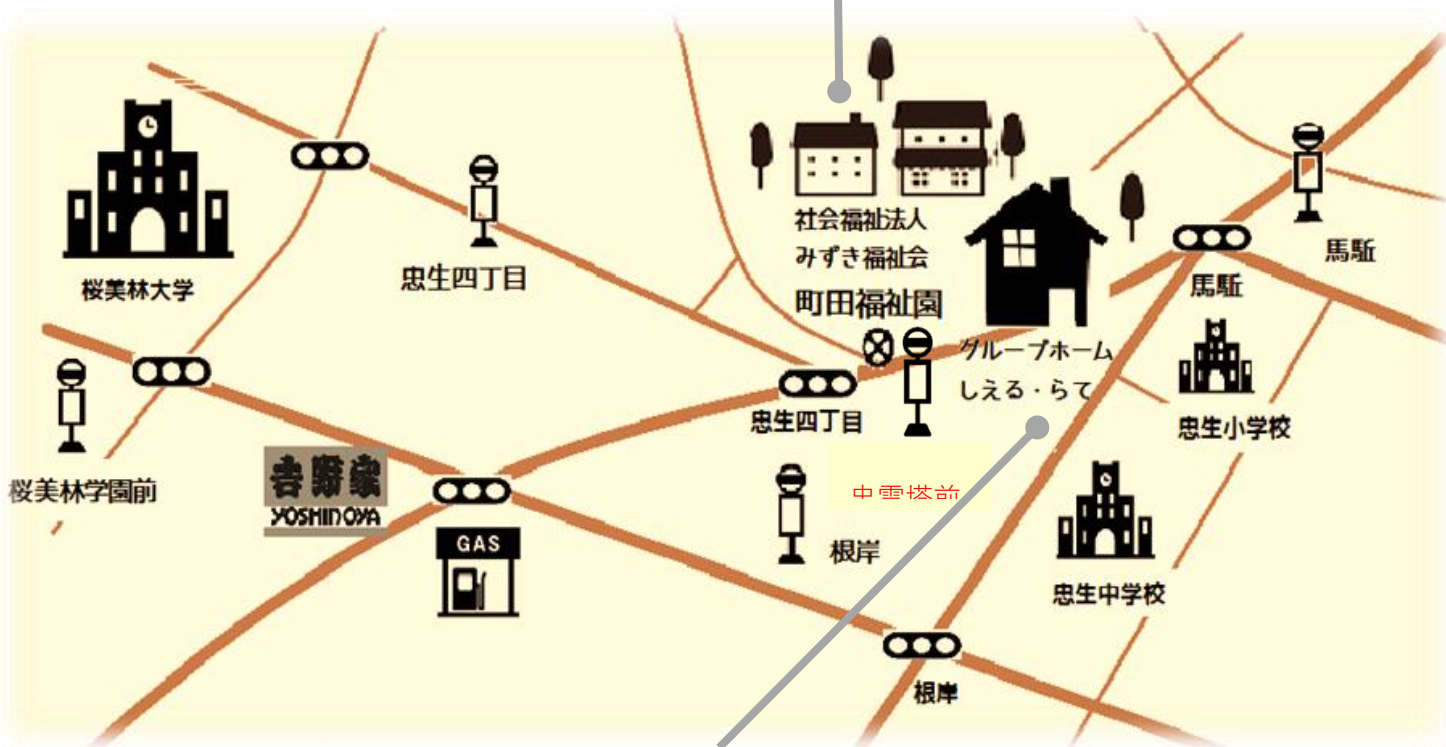 社会福祉法人
みずき福祉会
町田福祉園
馬駈
馬駈
桜美林大学
忠生四丁目
グループホーム
しえる・らて
忠生四丁目
忠生小学校
桜美林学園前
吉野家
YOSHINOYA
GAS
根岸
忠生中学校
根岸